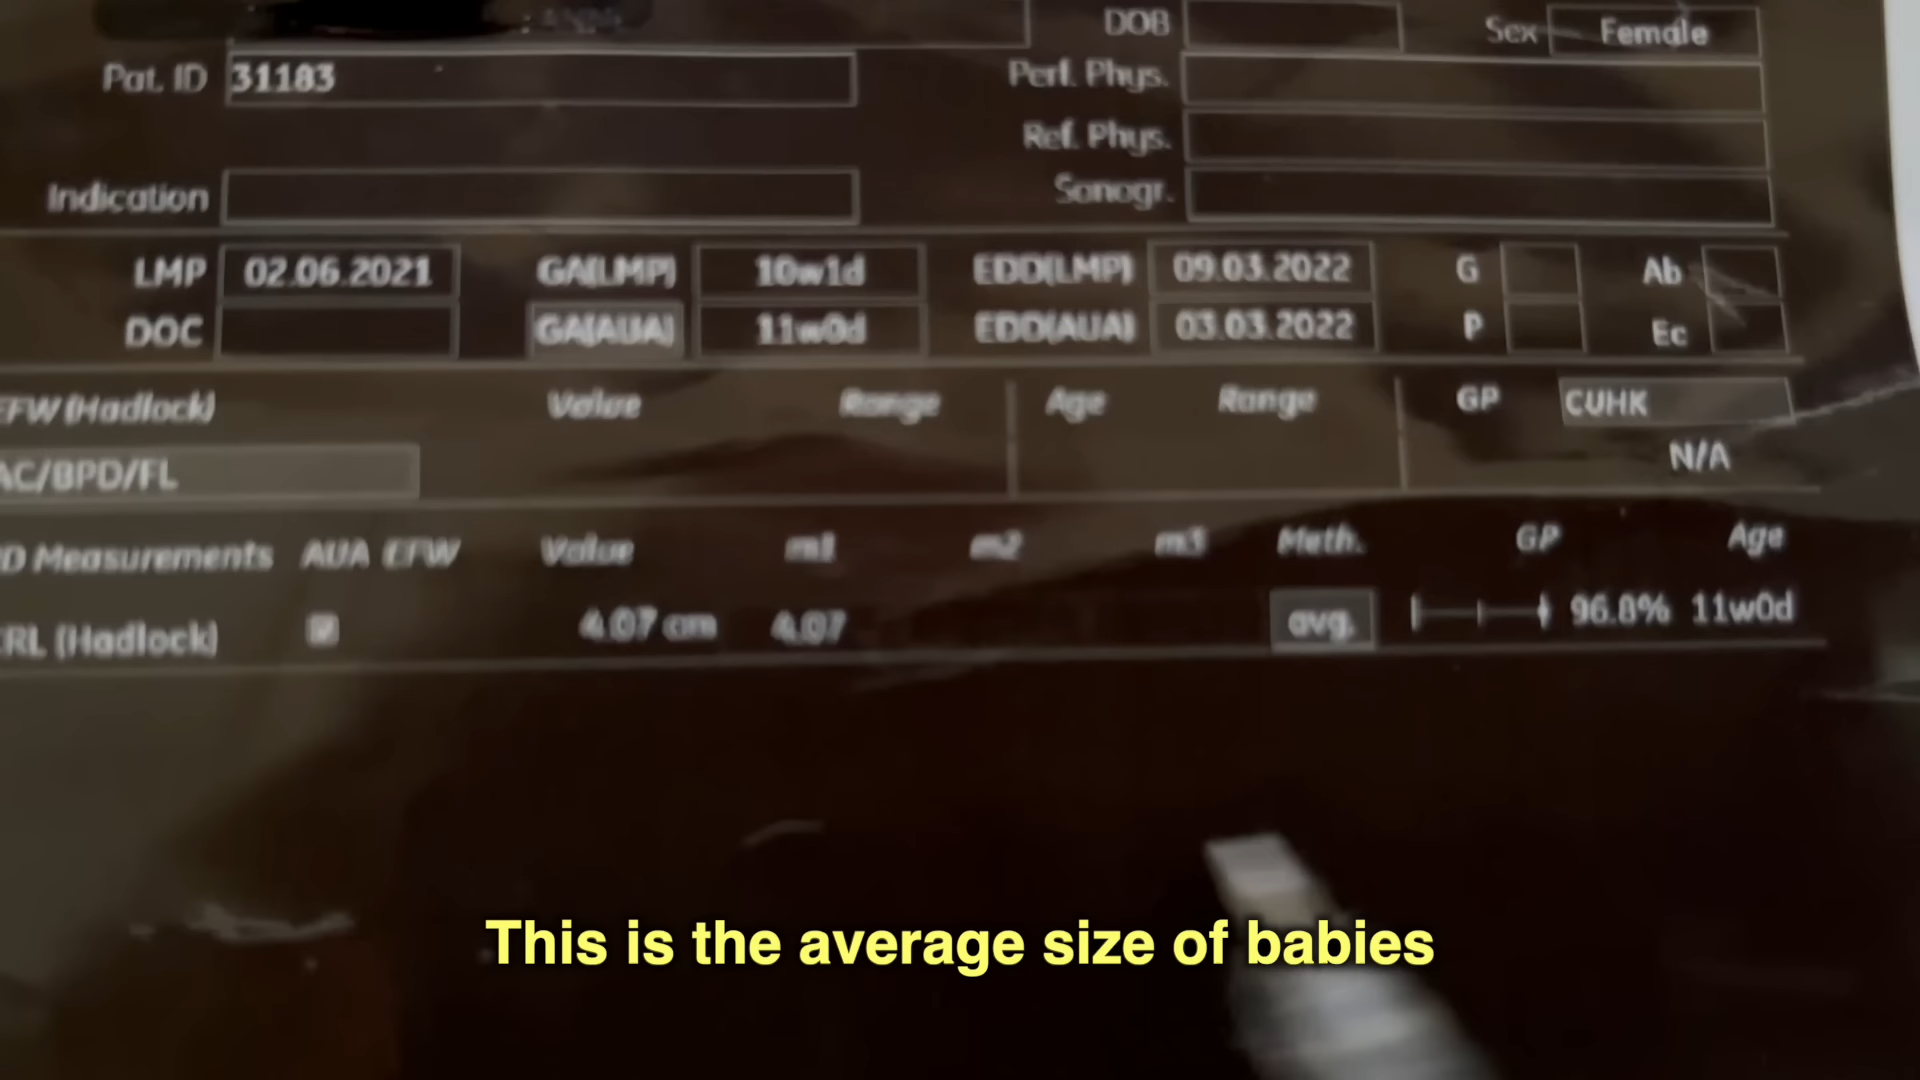 DOB Sex Female
Pat. ID 31183 Perf. Phys.
Ref. Phys.
Indication Sonogr.
LMP 02.06.2021 GA(LMP) 10w1d EDD(LMP) 09.03.2022 G Ab
DOC GA(AUA) 11w0d EDD(AUA) 03.03.2022 P Ec
EFW (Hadlock) Value Range Age Range GP CUHK
AC/BPD/FL N/A
D Measurements AUA EFW Value m1 m2 m3 Meth. GP Age
CRL (Hadlock) 4.07 cm 4.07 avg. 96.8% 11w0d
This is the average size of babies